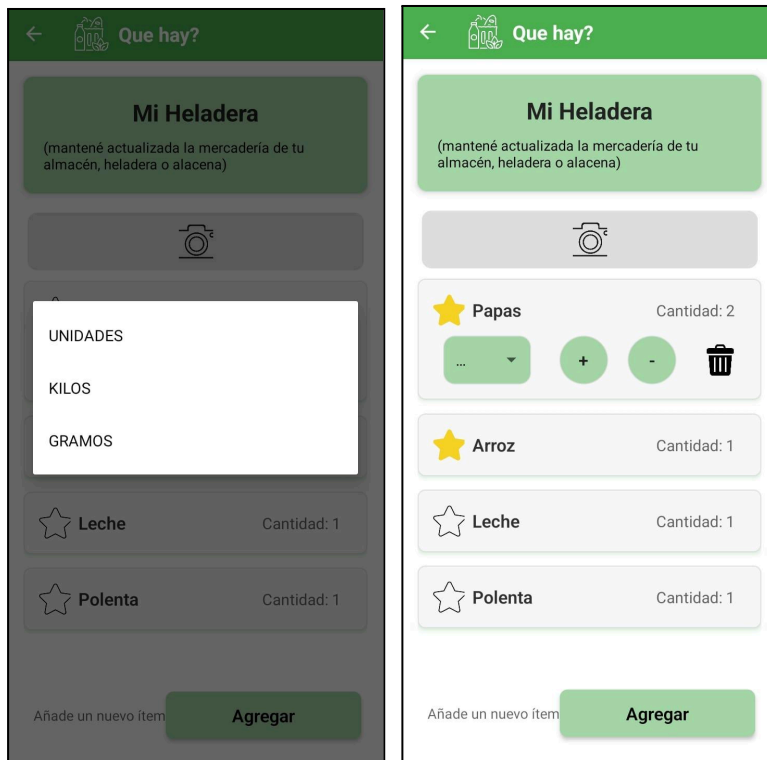 Que hay?
Mi Heladera
(mantené actualizada la mercadería de tu
almacén, heladera o alacena)
UNIDADES
KILOS
GRAMOS
Leche Cantidad: 1
Polenta Cantidad: 1
Añade un nuevo ítem Agregar
Que hay?
Mi Heladera
(mantené actualizada la mercadería de tu
almacén, heladera o alacena)
Papas Cantidad: 2
... + -
Arroz Cantidad: 1
Leche Cantidad: 1
Polenta Cantidad: 1
Añade un nuevo ítem Agregar